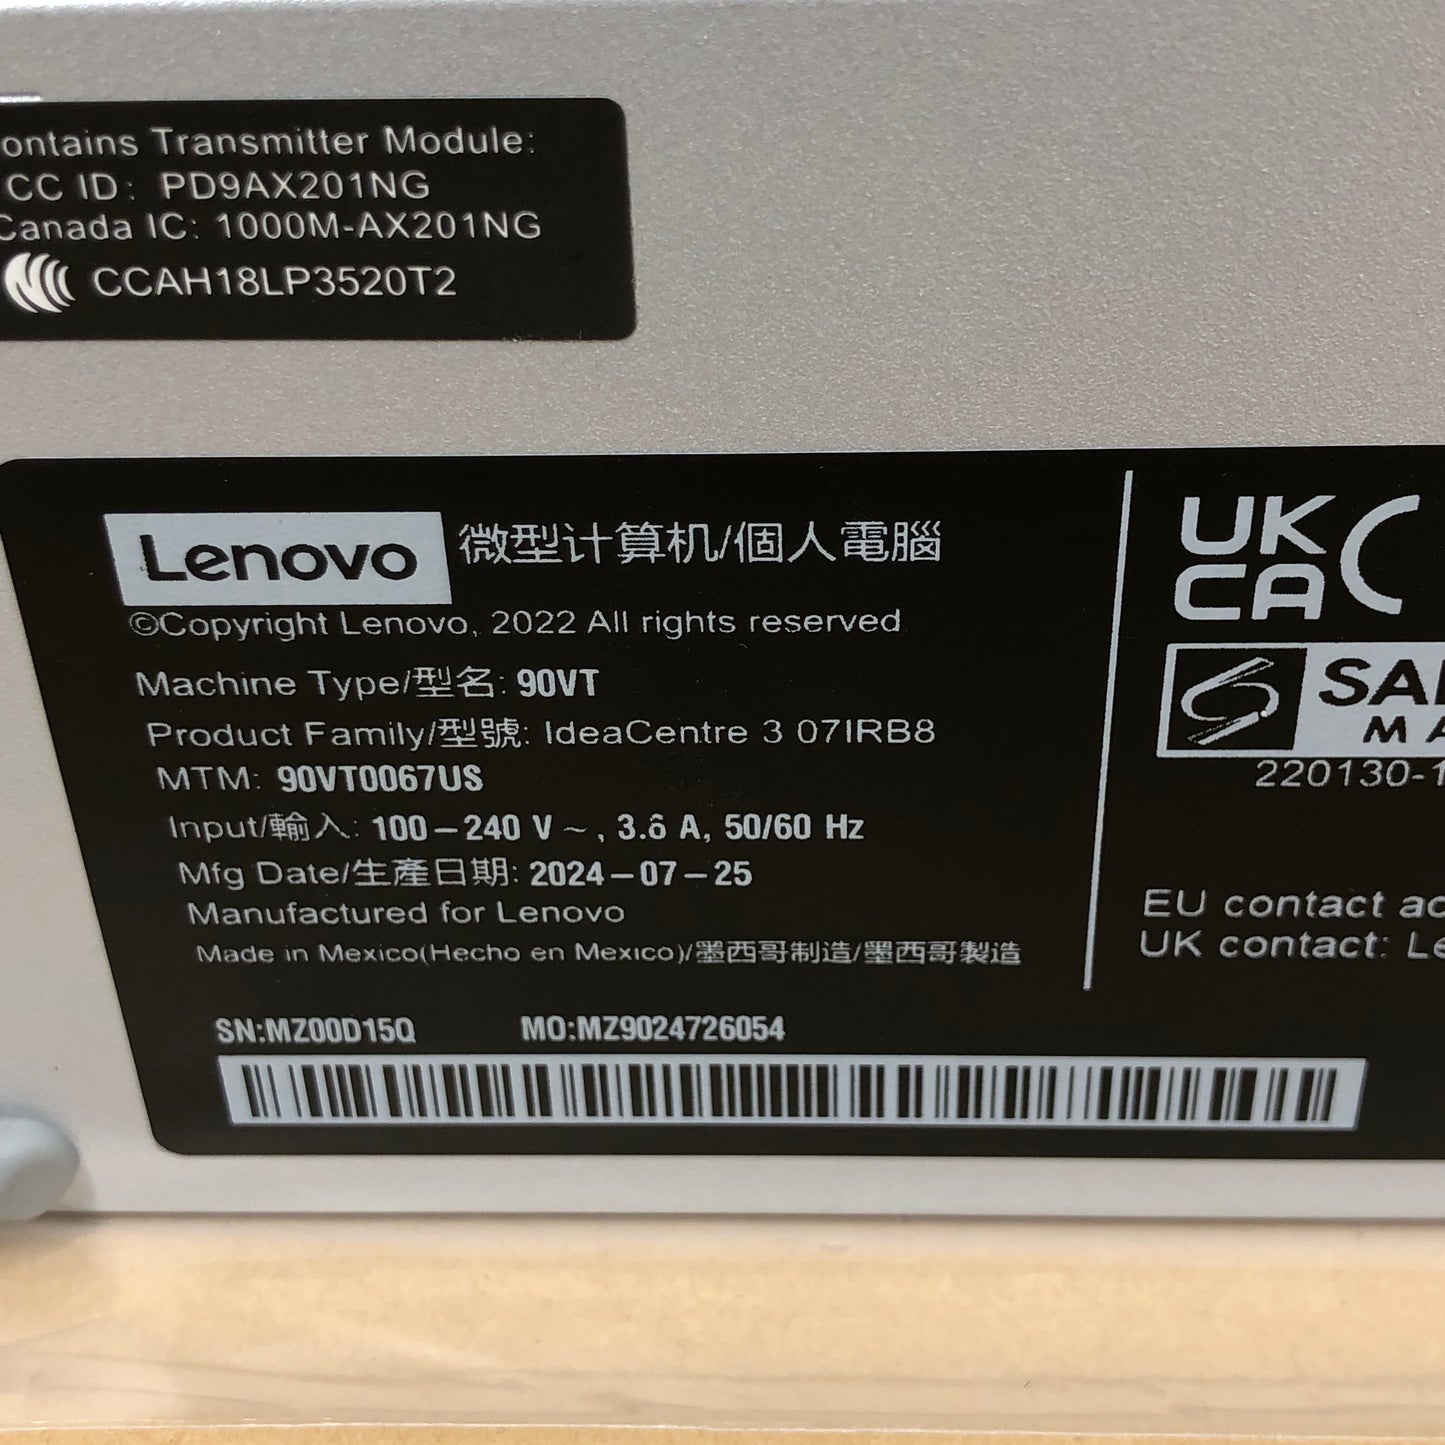 ontains Transmitter Module:
CC ID: PD9AX201NG
Canada IC: 1000M-AX201NG
CCAH18LP3520T2
Lenovo 微型计算机/個人電腦
©Copyright Lenovo, 2022 All rights reserved
Machine Type/型名: 90VT
Product Family/型號: IdeaCentre 3 07IRB8
MTM: 90VT0067US
Input/輸入: 100–240 V ~, 3.6 A, 50/60 Hz
Mfg Date/生產日期: 2024–07–25
Manufactured for Lenovo
Made in Mexico(Hecho en Mexico)/墨西哥制造/墨西哥製造
SN:MZ00D15Q MO:MZ9024726054
UK
CA
220130-1
EU contact
UK contact: